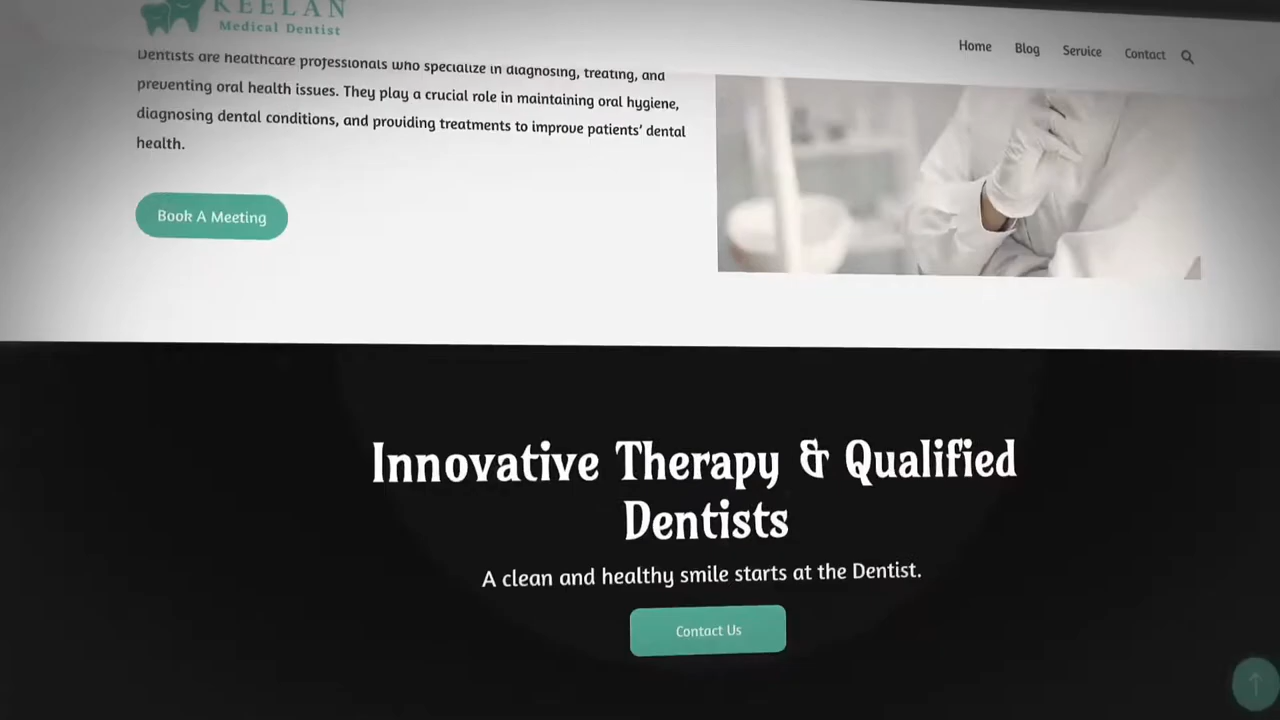 KEELAN
Medical Dentist
Home Blog Service Contact
Dentists are healthcare professionals who specialize in diagnosing, treating, and
preventing oral health issues. They play a crucial role in maintaining oral hygiene,
diagnosing dental conditions, and providing treatments to improve patients' dental
health.
Book A Meeting
Innovative Therapy & Qualified
Dentists
A clean and healthy smile starts at the Dentist.
Contact Us